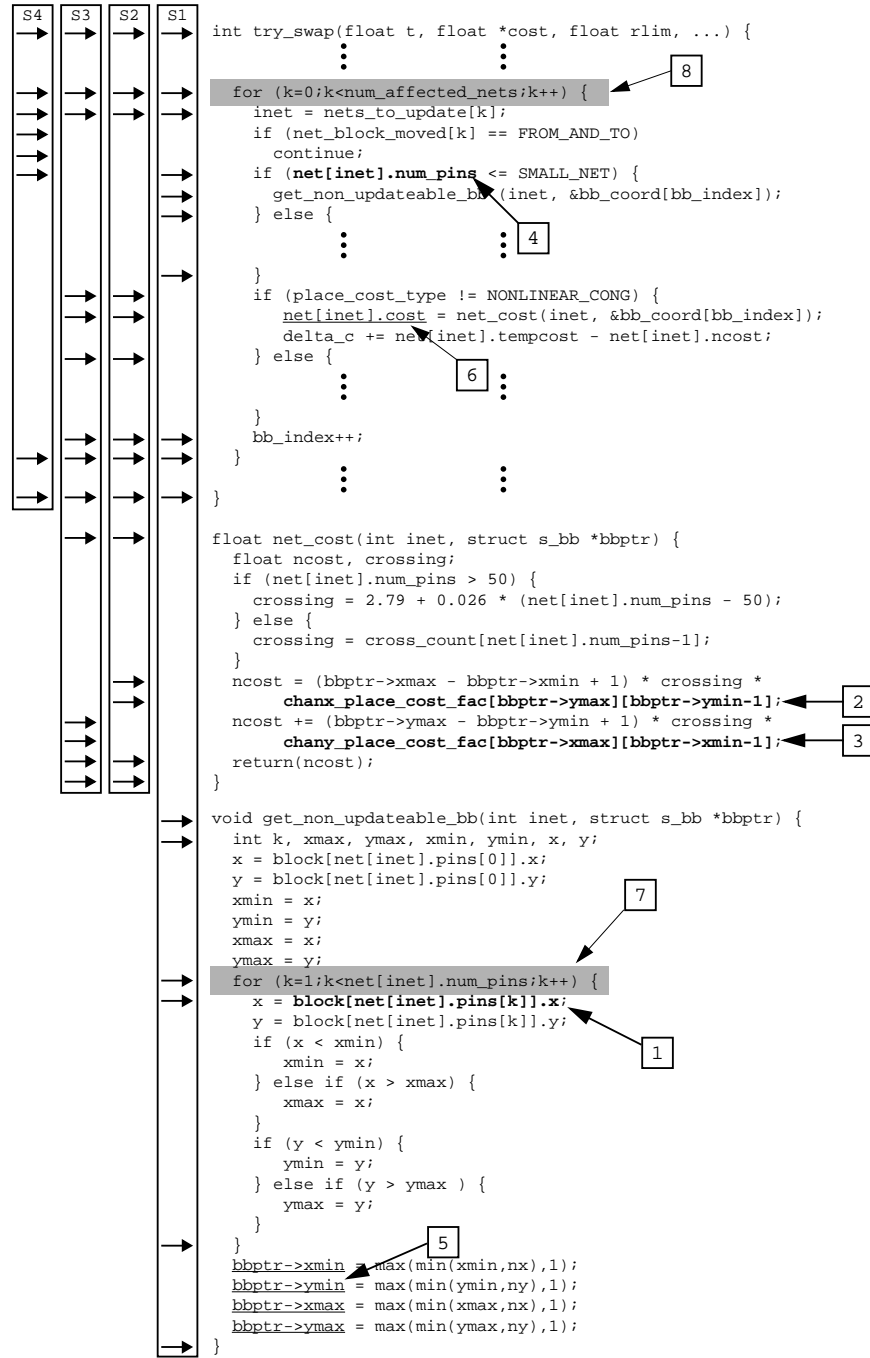 S4 S3 S2 S1
int try_swap(float t, float *cost, float rlim, ...) {
8
for (k=0;k<num_affected_nets;k++) {
inet = nets_to_update[k];
if (net_block_moved[k] == FROM_AND_TO)
continue;
if (net[inet].num_pins <= SMALL_NET) {
get_non_updateable_bb (inet, &bb_coord[bb_index]);
} else {
4
}
if (place_cost_type != NONLINEAR_CONG) {
net[inet].cost = net_cost(inet, &bb_coord[bb_index]);
delta_c += net[inet].tempcost - net[inet].ncost;
} else {
6
}
bb_index++;
}
}
float net_cost(int inet, struct s_bb *bbptr) {
float ncost, crossing;
if (net[inet].num_pins > 50) {
crossing = 2.79 + 0.026 * (net[inet].num_pins - 50);
} else {
crossing = cross_count[net[inet].num_pins-1];
}
ncost = (bbptr->xmax - bbptr->xmin + 1) * crossing *
chanx_place_cost_fac[bbptr->ymax][bbptr->ymin-1]; 2
ncost += (bbptr->ymax - bbptr->ymin + 1) * crossing *
chany_place_cost_fac[bbptr->xmax][bbptr->xmin-1]; 3
return(ncost);
}
void get_non_updateable_bb(int inet, struct s_bb *bbptr) {
int k, xmax, ymax, xmin, ymin, x, y;
x = block[net[inet].pins[0]].x;
y = block[net[inet].pins[0]].y;
xmin = x;
7
ymin = y;
xmax = x;
ymax = y;
for (k=1;k<net[inet].num_pins;k++) {
x = block[net[inet].pins[k]].x;
y = block[net[inet].pins[k]].y;
if (x < xmin) {
1
xmin = x;
} else if (x > xmax) {
xmax = x;
}
if (y < ymin) {
ymin = y;
} else if (y > ymax ) {
ymax = y;
}
}
5
bbptr->xmin = max(min(xmin,nx),1);
bbptr->ymin = max(min(ymin,ny),1);
bbptr->xmax = max(min(xmax,nx),1);
bbptr->ymax = max(min(ymax,ny),1);
}